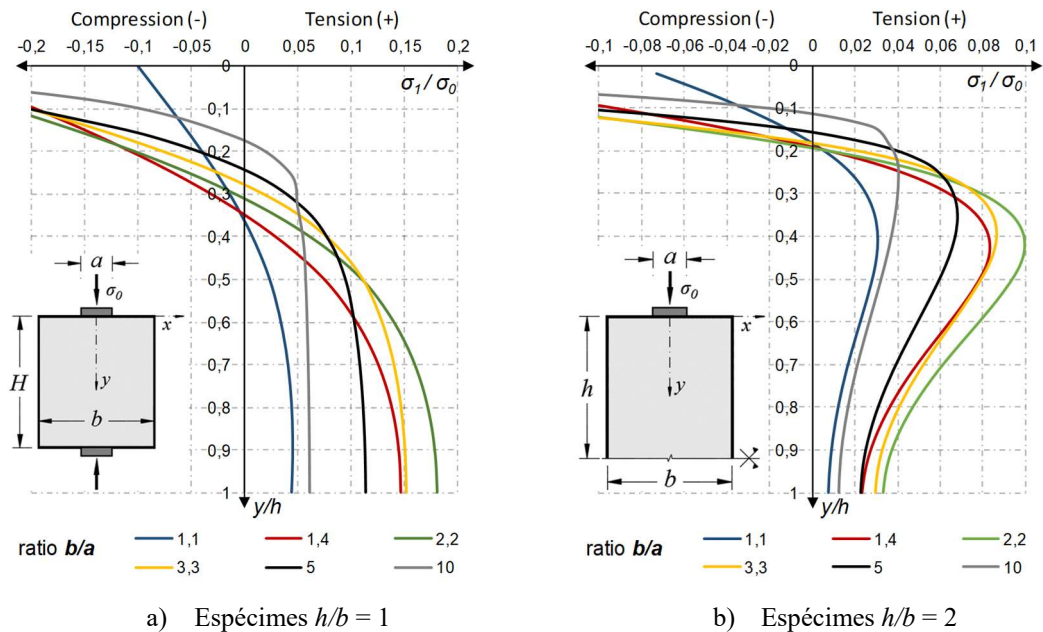 Compression (-) Tension (+)
-0,2 -0,15 -0,1 -0,05 0 0,05 0,1 0,15 0,2
σ₁ / σ₀
0,1
0,2
0,3
0,4
0,5
0,6
0,7
0,8
0,9
1
y/h
a
σ₀
x
H
y
b
ratio b/a
1,1 1,4 2,2
3,3 5 10
a) Espécimes h/b = 1
Compression (-) Tension (+)
-0,1 -0,08 -0,06 -0,04 -0,02 0 0,02 0,04 0,06 0,08 0,1
σ₁ / σ₀
0
0,1
0,2
0,3
0,4
0,5
0,6
0,7
0,8
0,9
1
y/h
a
σ₀
x
h
y
b
ratio b/a
1,1 1,4 2,2
3,3 5 10
b) Espécimes h/b = 2